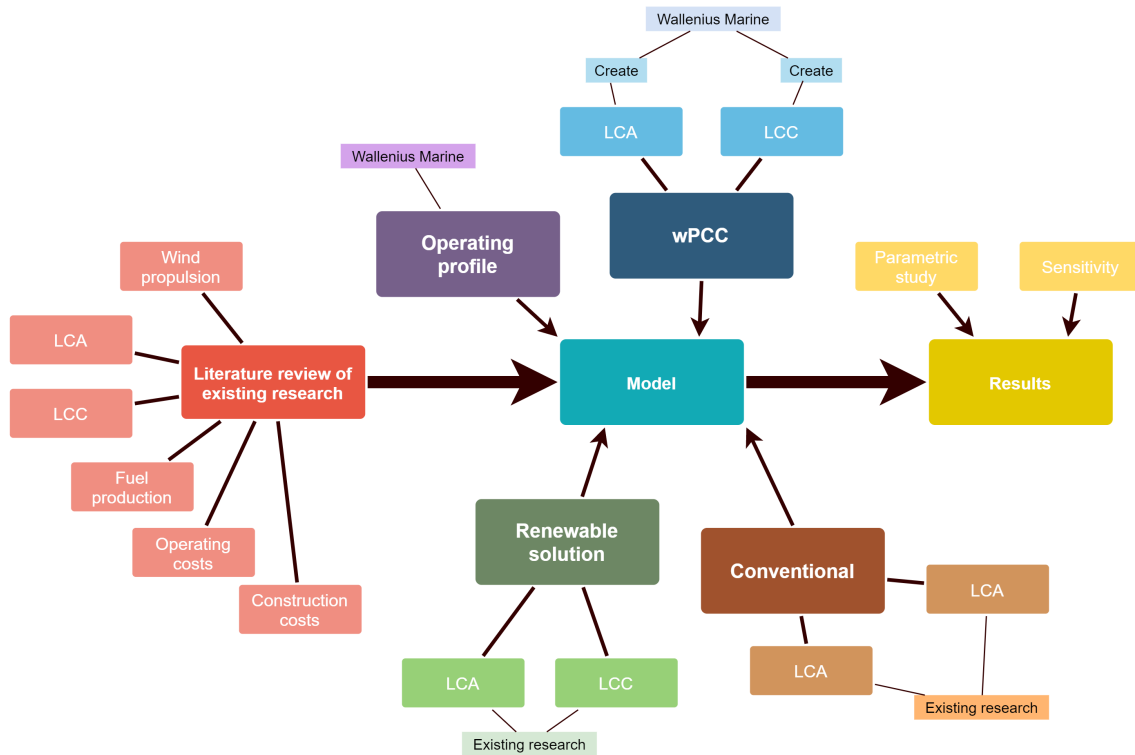 Wallenius Marine
Create
Create
LCA
LCC
Wallenius Marine
Operating
profile
wPCC
Wind
propulsion
Parametric
study
Sensitivity
LCA
LCC
Literature review of
existing research
Model
Results
Fuel
production
Operating
costs
Construction
costs
Renewable
solution
Conventional
LCA
LCA
LCA
LCC
Existing research
Existing research